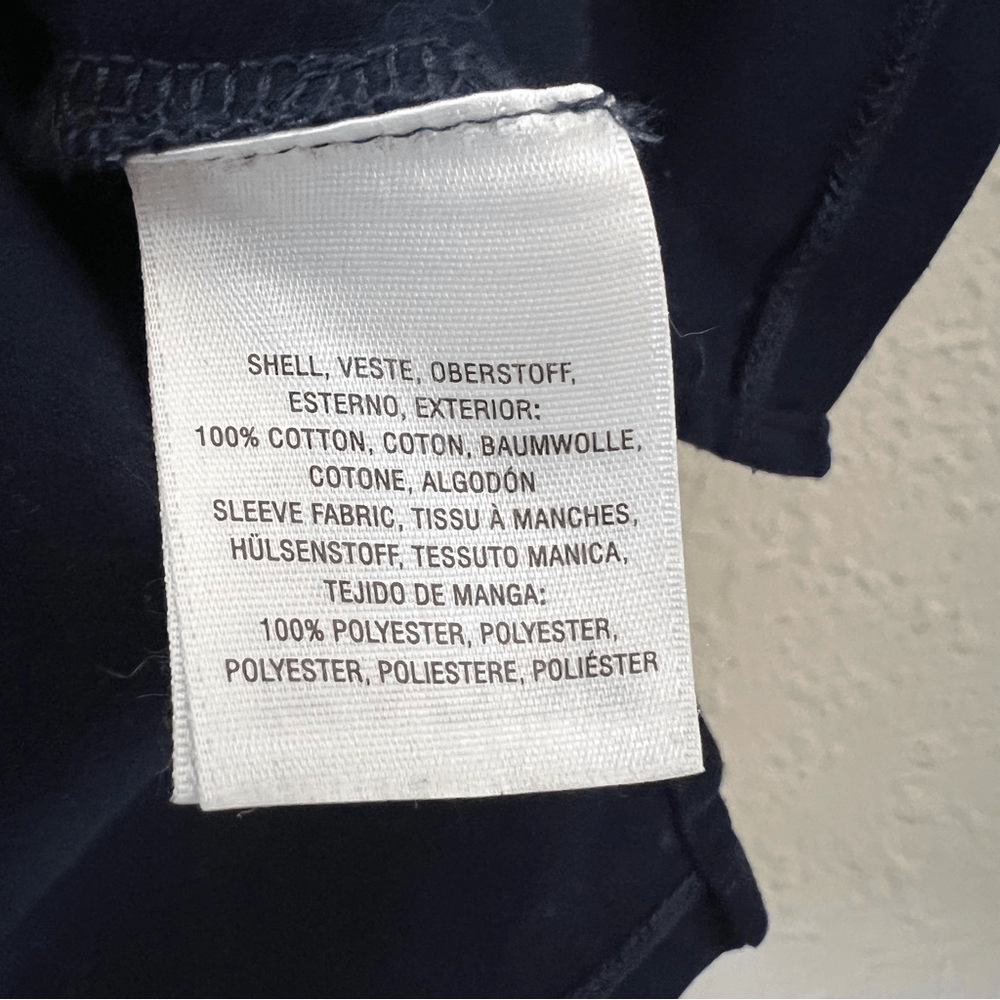 SHELL, VESTE, OBERSTOFF,
ESTERNO, EXTERIOR:
100% COTTON, COTON, BAUMWOLLE,
COTONE, ALGODÓN
SLEEVE FABRIC, TISSU À MANCHES,
HÜLSENSTOFF, TESSUTO MANICA,
TEJIDO DE MANGA:
100% POLYESTER, POLYESTER,
POLYESTER, POLIESTERE, POLIÉSTER